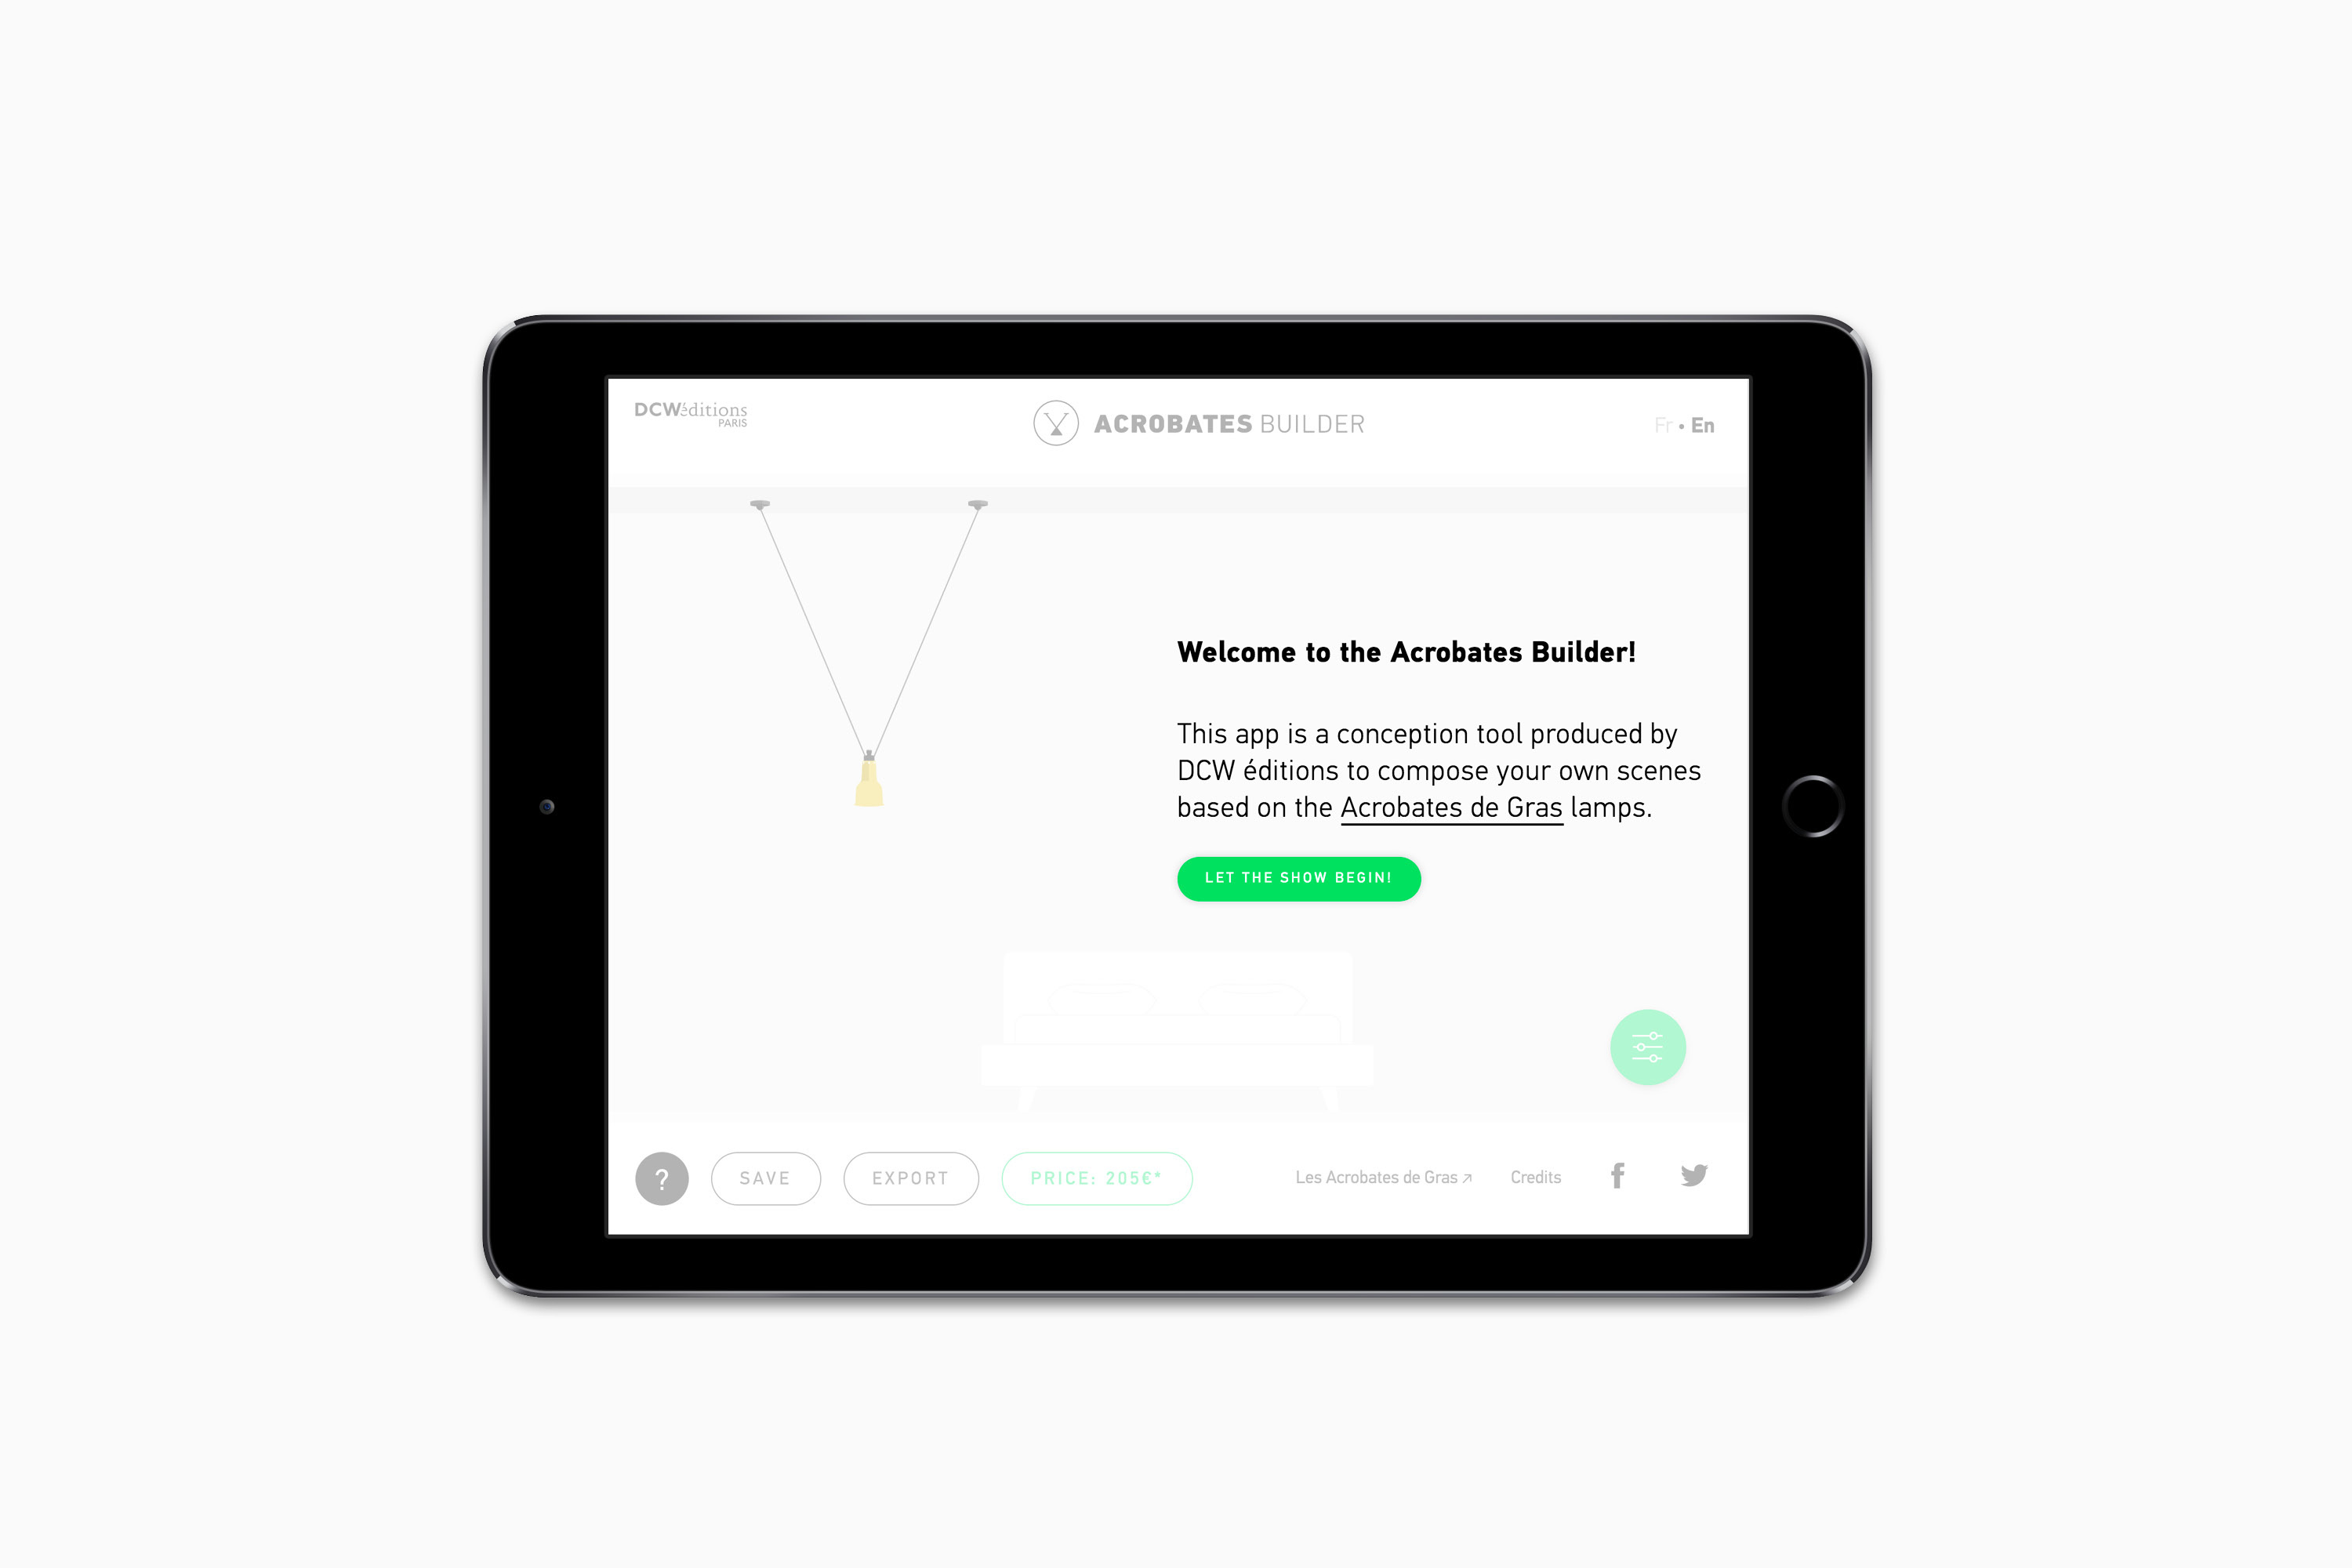 DCWéditions
PARIS
ACROBATES BUILDER
Fr • En
Welcome to the Acrobates Builder!
This app is a conception tool produced by
DCW éditions to compose your own scenes
based on the Acrobates de Gras lamps.
LET THE SHOW BEGIN!
?
SAVE
EXPORT
PRICE: 205€*
Les Acrobates de Gras ↗
Credits